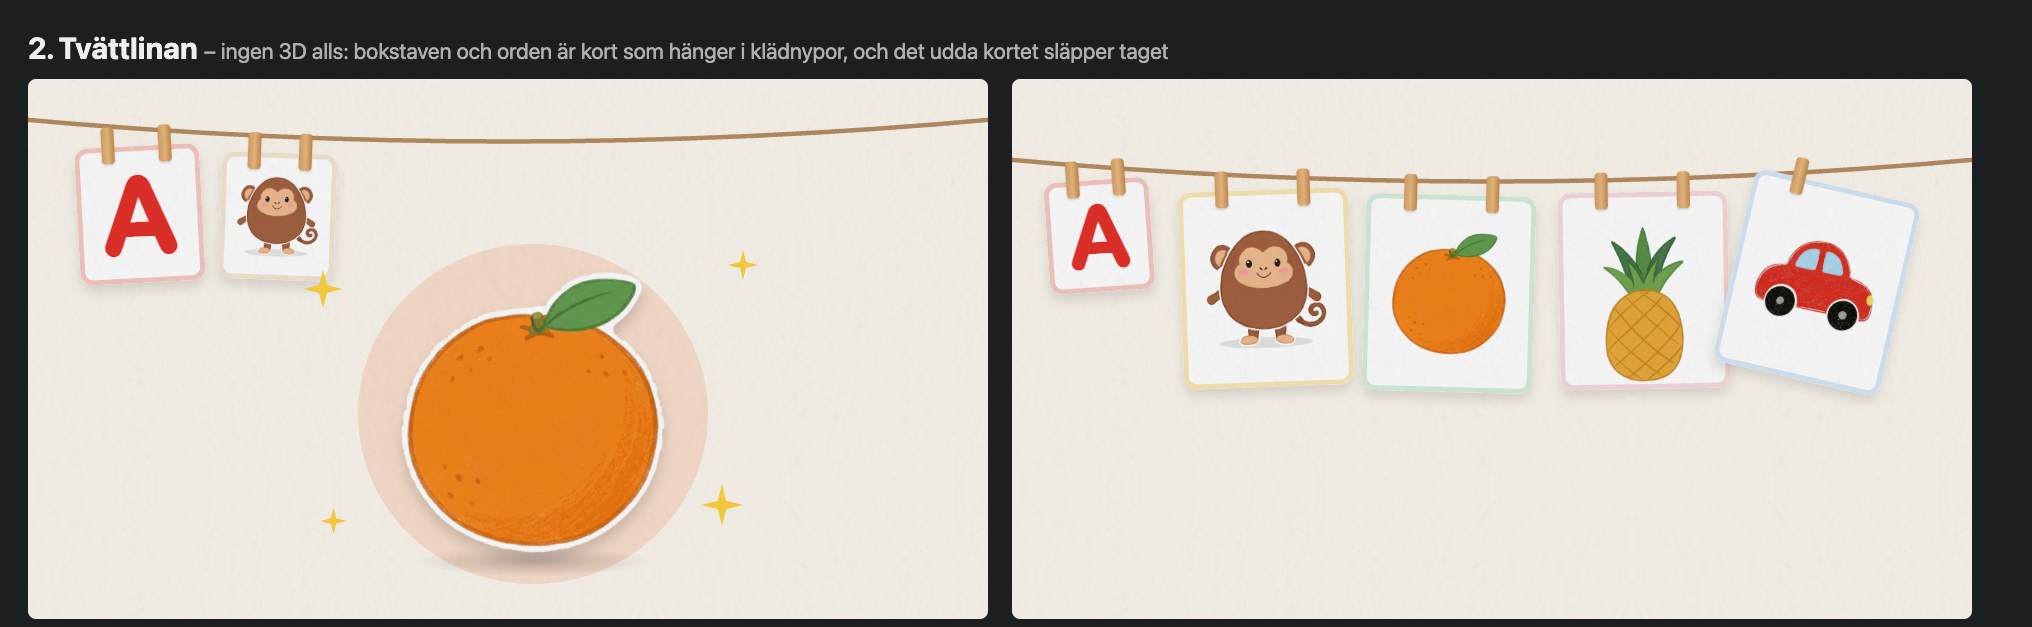 2. Tvättlinan – ingen 3D alls: bokstaven och orden är kort som hänger i klädnypor, och det udda kortet släpper taget
A
A